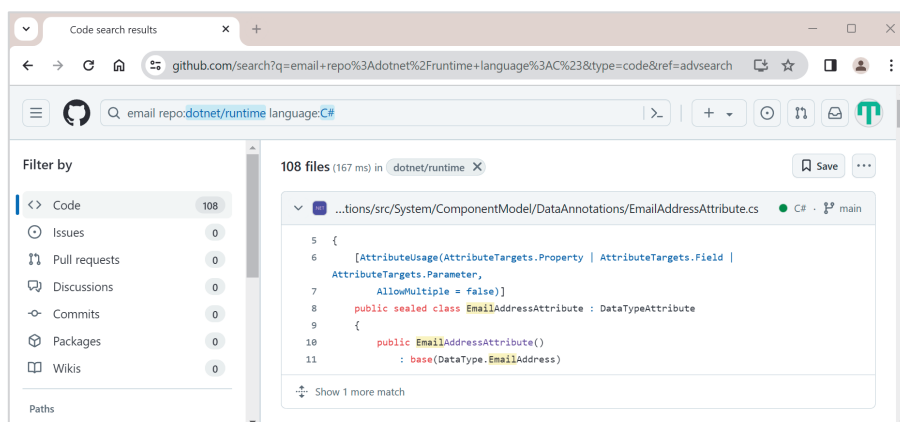 Code search results
github.com/search?q=email+repo%3Adotnet%2Fruntime+language%3AC%23&type=code&ref=advsearch
email repo:dotnet/runtime language:C#
Filter by
Code 108
Issues 0
Pull requests 0
Discussions 0
Commits 0
Packages 0
Wikis 0
Paths
108 files (167 ms) in dotnet/runtime
Save
...tions/src/System/ComponentModel/DataAnnotations/EmailAddressAttribute.cs C# · main
5 {
6 [AttributeUsage(AttributeTargets.Property | AttributeTargets.Field |
AttributeTargets.Parameter,
7 AllowMultiple = false)]
8 public sealed class EmailAddressAttribute : DataTypeAttribute
9 {
10 public EmailAddressAttribute()
11 : base(DataType.EmailAddress)
Show 1 more match